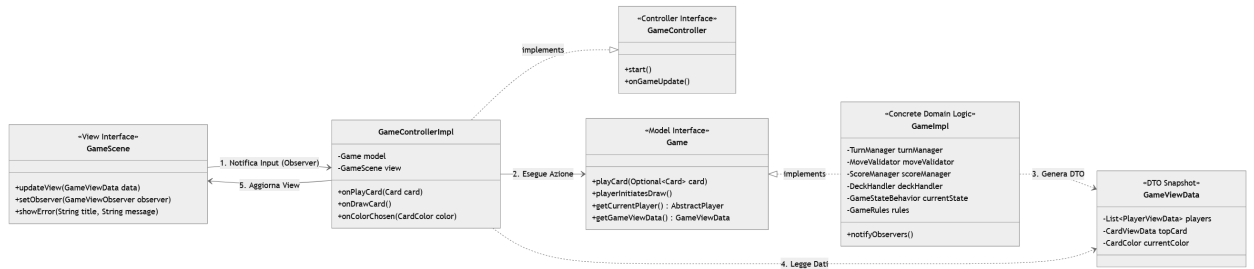 «Controller Interface»
GameController
+start()
+onGameUpdate()
implements
«View Interface»
GameScene
+updateView(GameViewData data)
+setObserver(GameViewObserver observer)
+showError(String title, String message)
1. Notifica Input (Observer)
5. Aggiorna View
GameControllerImpl
-Game model
-GameScene view
+onPlayCard(Card card)
+onDrawCard()
+onColorChosen(CardColor color)
2. Esegue Azione
«Model Interface»
Game
+playCard(Optional<Card> card)
+playerInitiatesDraw()
+getCurrentPlayer() : AbstractPlayer
+getGameViewData() : GameViewData
implements
«Concrete Domain Logic»
GameImpl
-TurnManager turnManager
-MoveValidator moveValidator
-ScoreManager scoreManager
-DeckHandler deckHandler
-GameStateBehavior currentState
-GameRules rules
+notifyObservers()
3. Genera DTO
«DTO Snapshot»
GameViewData
-List<PlayerViewData> players
-CardViewData topCard
-CardColor currentColor
4. Legge Dati